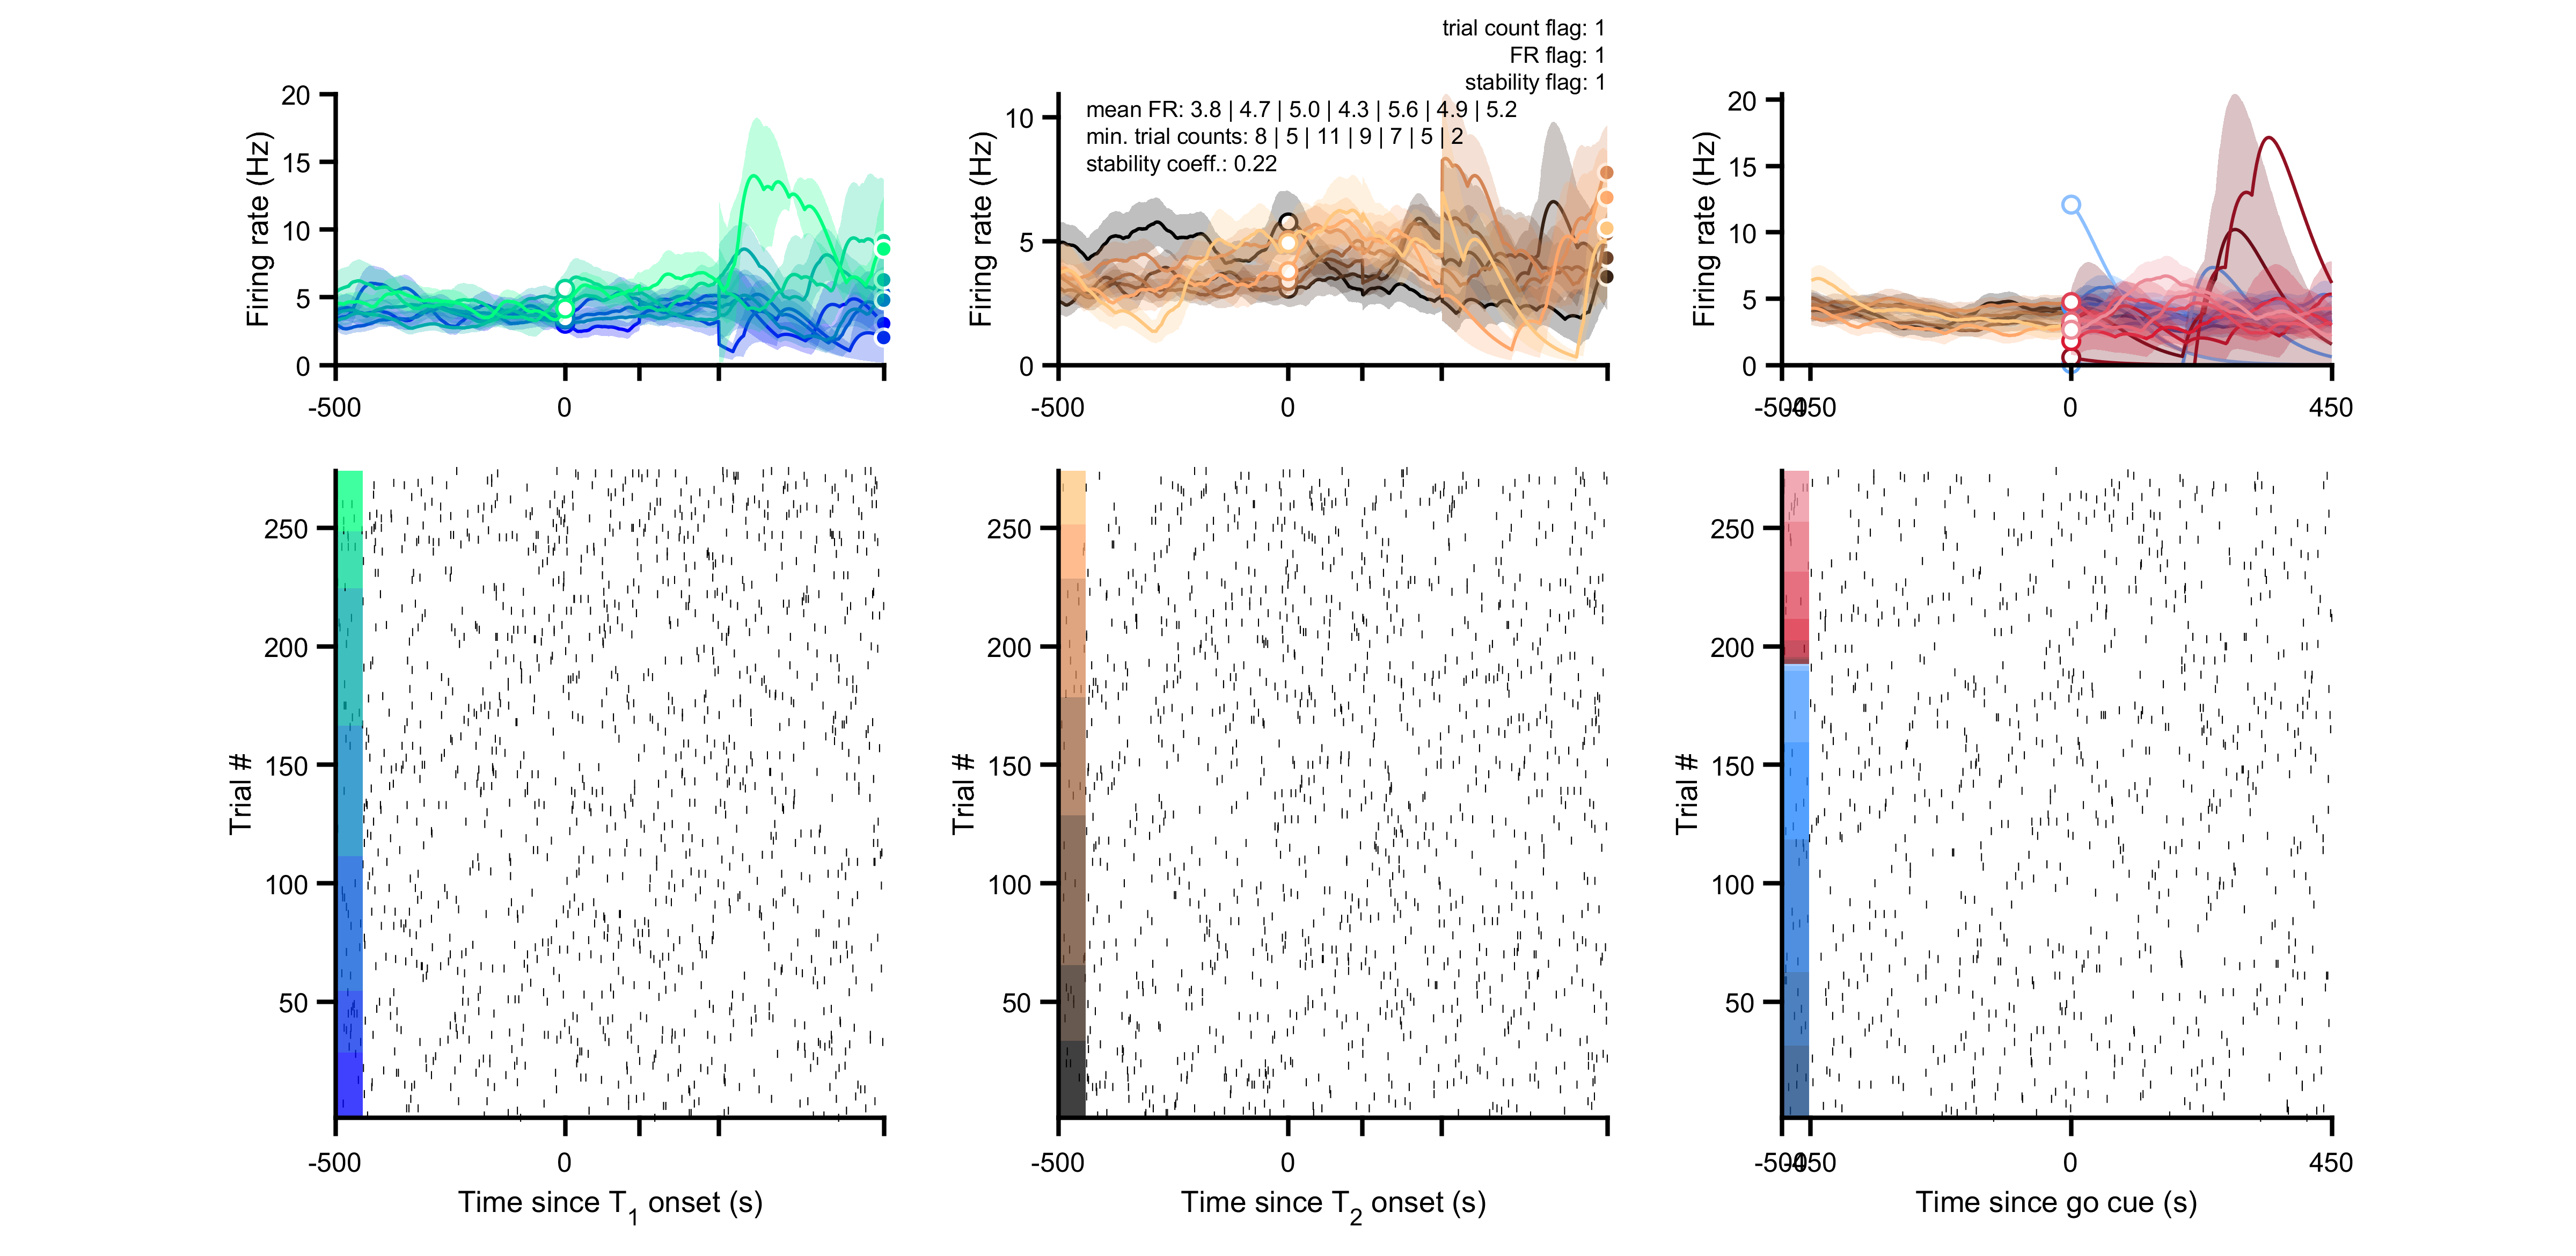 trial count flag: 1
FR flag: 1
stability flag: 1
mean FR: 3.8 | 4.7 | 5.0 | 4.3 | 5.6 | 4.9 | 5.2
min. trial counts: 8 | 5 | 11 | 9 | 7 | 5 | 2
stability coeff.: 0.22
Firing rate (Hz)
20
15
10
5
0
-500
0
Firing rate (Hz)
10
5
0
-500
0
Firing rate (Hz)
20
15
10
5
0
-500
-450
0
450
Trial #
250
200
150
100
50
-500
0
Time since T1 onset (s)
Trial #
250
200
150
100
50
-500
0
Time since T2 onset (s)
Trial #
250
200
150
100
50
-500
-450
0
450
Time since go cue (s)